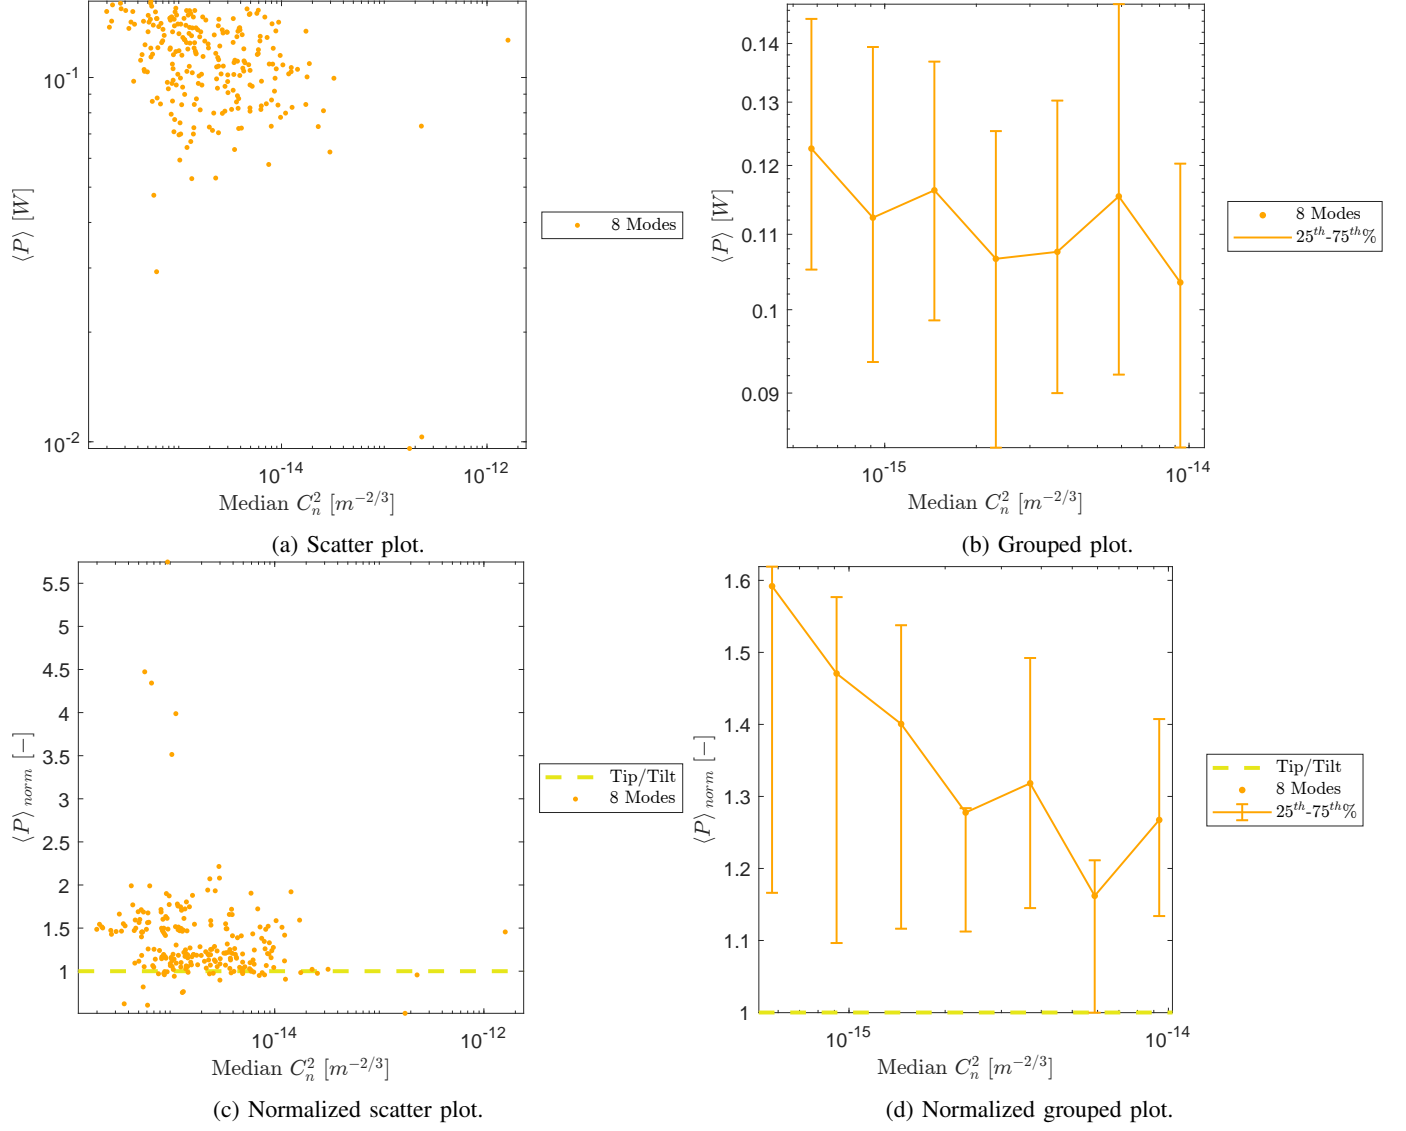 10^{-1}
10^{-2}
⟨P⟩ [W]
10^{-14}
10^{-12}
Median C_n^2 [m^{-2/3}]
8 Modes
(a) Scatter plot.
0.14
0.13
0.12
0.11
0.1
0.09
⟨P⟩ [W]
10^{-15}
10^{-14}
Median C_n^2 [m^{-2/3}]
8 Modes
25^{th}-75^{th}%
(b) Grouped plot.
5.5
5
4.5
4
3.5
3
2.5
2
1.5
1
⟨P⟩_{norm} [−]
10^{-14}
10^{-12}
Median C_n^2 [m^{-2/3}]
Tip/Tilt
8 Modes
(c) Normalized scatter plot.
1.6
1.5
1.4
1.3
1.2
1.1
1
⟨P⟩_{norm} [−]
10^{-15}
10^{-14}
Median C_n^2 [m^{-2/3}]
Tip/Tilt
8 Modes
25^{th}-75^{th}%
(d) Normalized grouped plot.